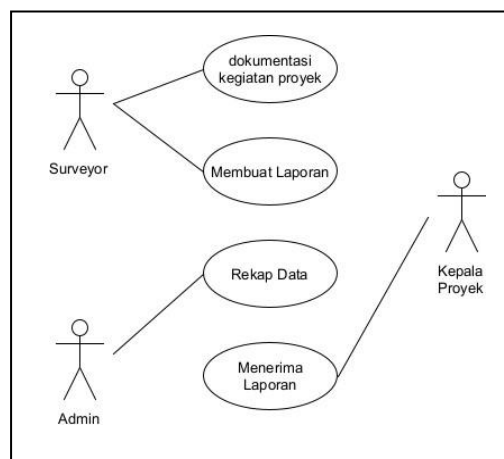 dokumentasi
kegiatan proyek
Surveyor
Membuat Laporan
Kepala
Proyek
Rekap Data
Menerima
Laporan
Admin